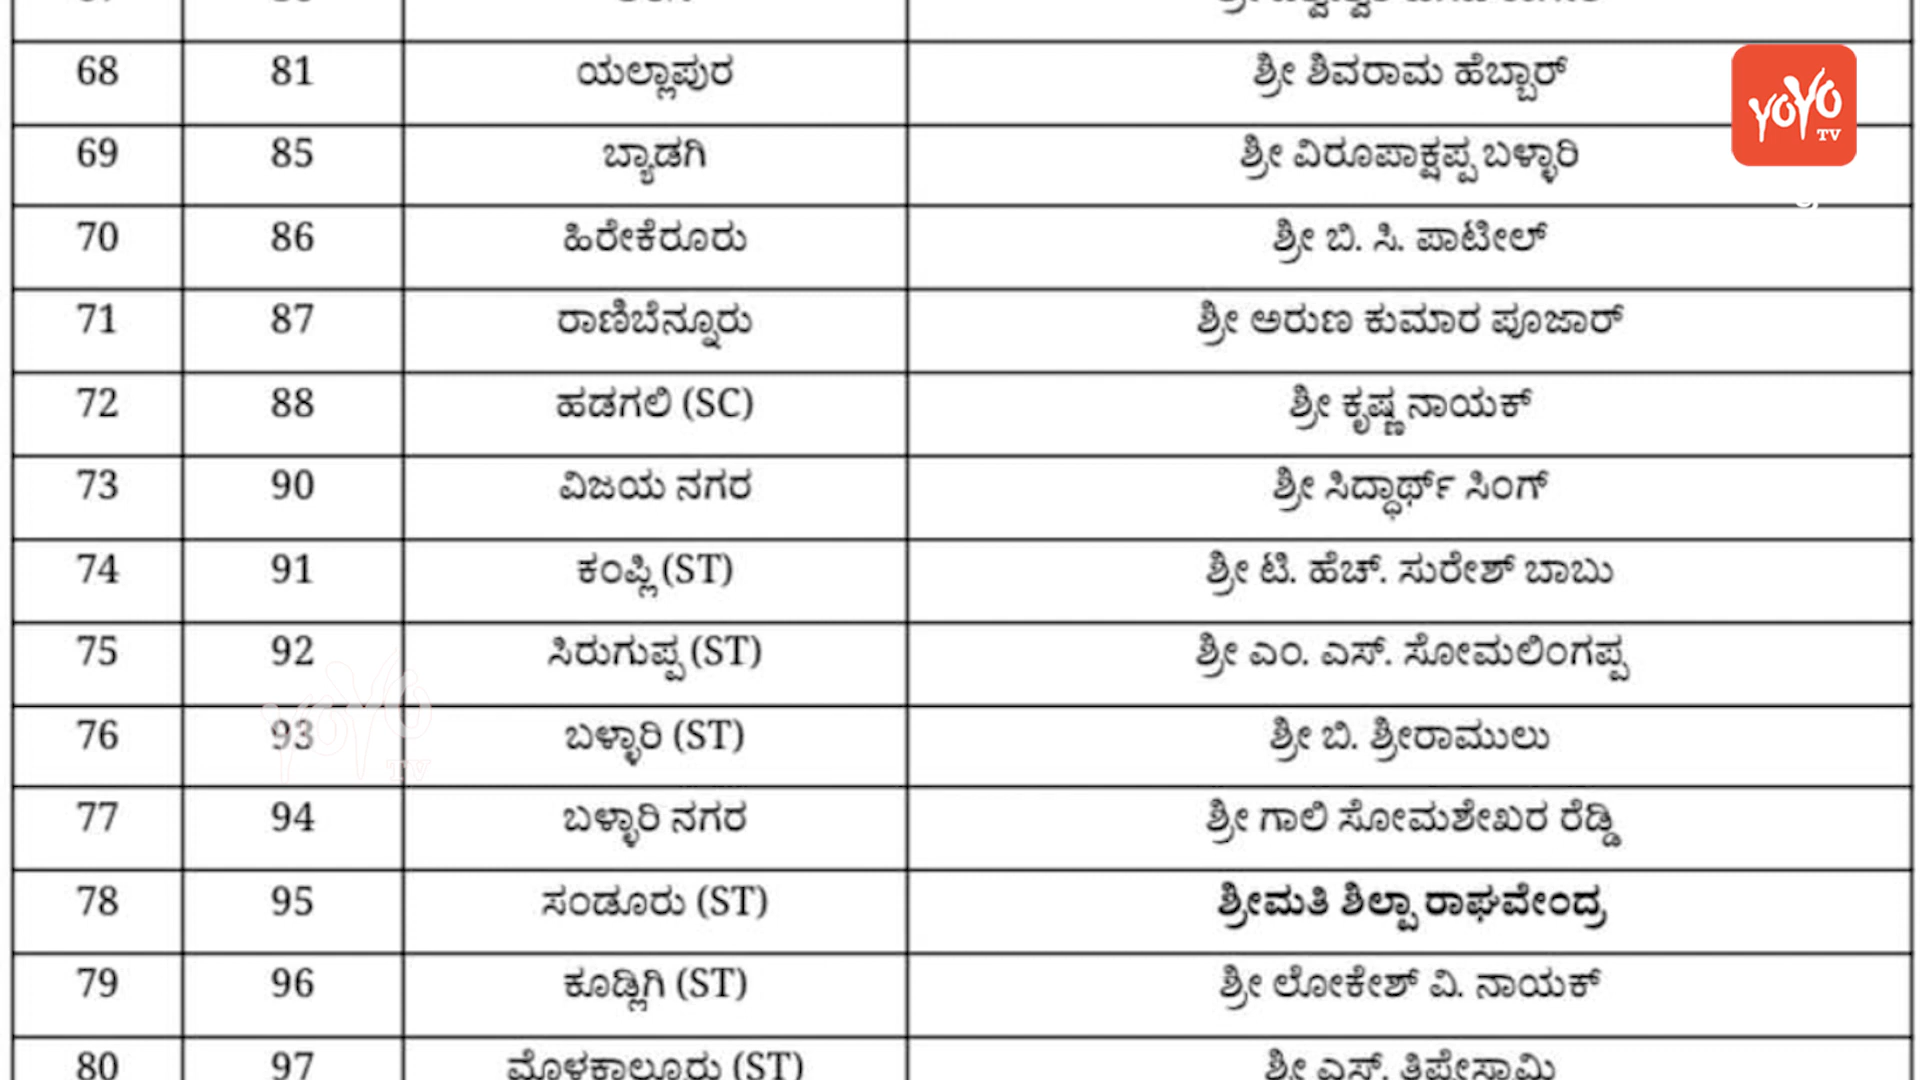 68 81 ಯಲ್ಲಾಪುರ ಶ್ರೀ ಶಿವರಾಮ ಹೆಬ್ಬಾರ್
69 85 ಬ್ಯಾಡಗಿ ಶ್ರೀ ವಿರೂಪಾಕ್ಷಪ್ಪ ಬಳ್ಳಾರಿ
70 86 ಹಿರೇಕೆರೂರು ಶ್ರೀ ಬಿ. ಸಿ. ಪಾಟೀಲ್
71 87 ರಾಣಿಬೆನ್ನೂರು ಶ್ರೀ ಅರುಣ ಕುಮಾರ ಪೂಜಾರ್
72 88 ಹಡಗಲಿ (SC) ಶ್ರೀ ಕೃಷ್ಣ ನಾಯಕ್
73 90 ವಿಜಯ ನಗರ ಶ್ರೀ ಸಿದ್ಧಾರ್ಥ್ ಸಿಂಗ್
74 91 ಕಂಪ್ಲಿ (ST) ಶ್ರೀ ಟಿ. ಹೆಚ್. ಸುರೇಶ್ ಬಾಬು
75 92 ಸಿರುಗುಪ್ಪ (ST) ಶ್ರೀ ಎಂ. ಎಸ್. ಸೋಮಲಿಂಗಪ್ಪ
76 93 ಬಳ್ಳಾರಿ (ST) ಶ್ರೀ ಬಿ. ಶ್ರೀರಾಮುಲು
77 94 ಬಳ್ಳಾರಿ ನಗರ ಶ್ರೀ ಗಾಲಿ ಸೋಮಶೇಖರ ರೆಡ್ಡಿ
78 95 ಸಂಡೂರು (ST) ಶ್ರೀಮತಿ ಶಿಲ್ಪಾ ರಾಘವೇಂದ್ರ
79 96 ಕೂಡ್ಲಿಗಿ (ST) ಶ್ರೀ ಲೋಕೇಶ್ ವಿ. ನಾಯಕ್
80 97 ಮೊಳಕಾಲ್ಮೂರು (ST) ಶ್ರೀ ಎಸ್. ತಿಪ್ಪೇಸ್ವಾಮಿ
YOYO TV
YOYO TV